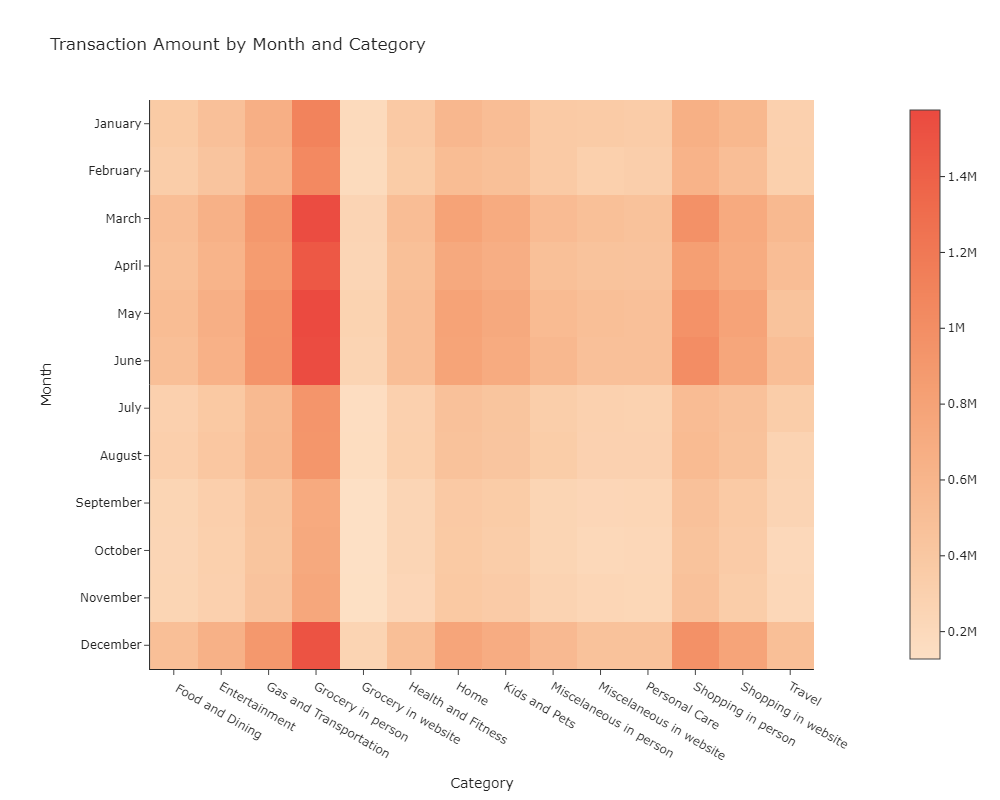 Transaction Amount by Month and Category
January
February
March
April
May
June
July
August
September
October
November
December
Month
Food and Dining
Entertainment
Gas and Transportation
Grocery in person
Grocery in website
Health and Fitness
Home
Kids and Pets
Miscelaneous in person
Miscelaneous in website
Personal Care
Shopping in person
Shopping in website
Travel
Category
1.4M
1.2M
1M
0.8M
0.6M
0.4M
0.2M